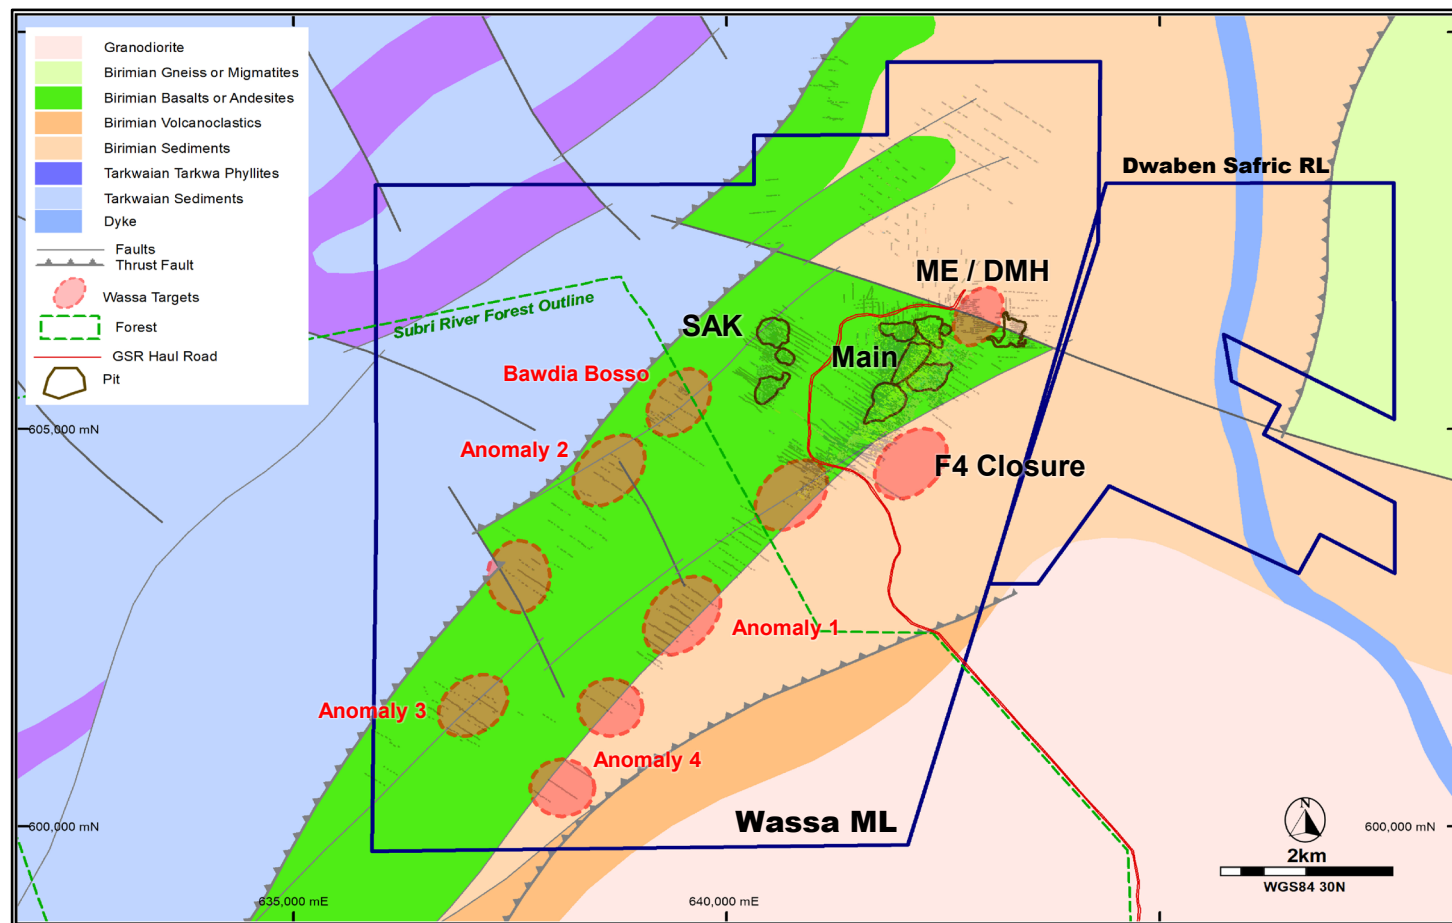 Granodiorite
Birimian Gneiss or Migmatites
Birimian Basalts or Andesites
Birimian Volcanoclastics
Birimian Sediments
Tarkwaian Tarkwa Phyllites
Tarkwaian Sediments
Dyke
Faults
Thrust Fault
Wassa Targets
Forest
GSR Haul Road
Pit
Dwaben Safric RL
ME / DMH
Subri River Forest Outline
SAK
Main
Bawdia Bosso
605,000 mN
Anomaly 2
F4 Closure
Anomaly 1
Anomaly 3
Anomaly 4
Wassa ML
600,000 mN
N
600,000 mN
2km
WGS84 30N
635,000 mE
640,000 mE